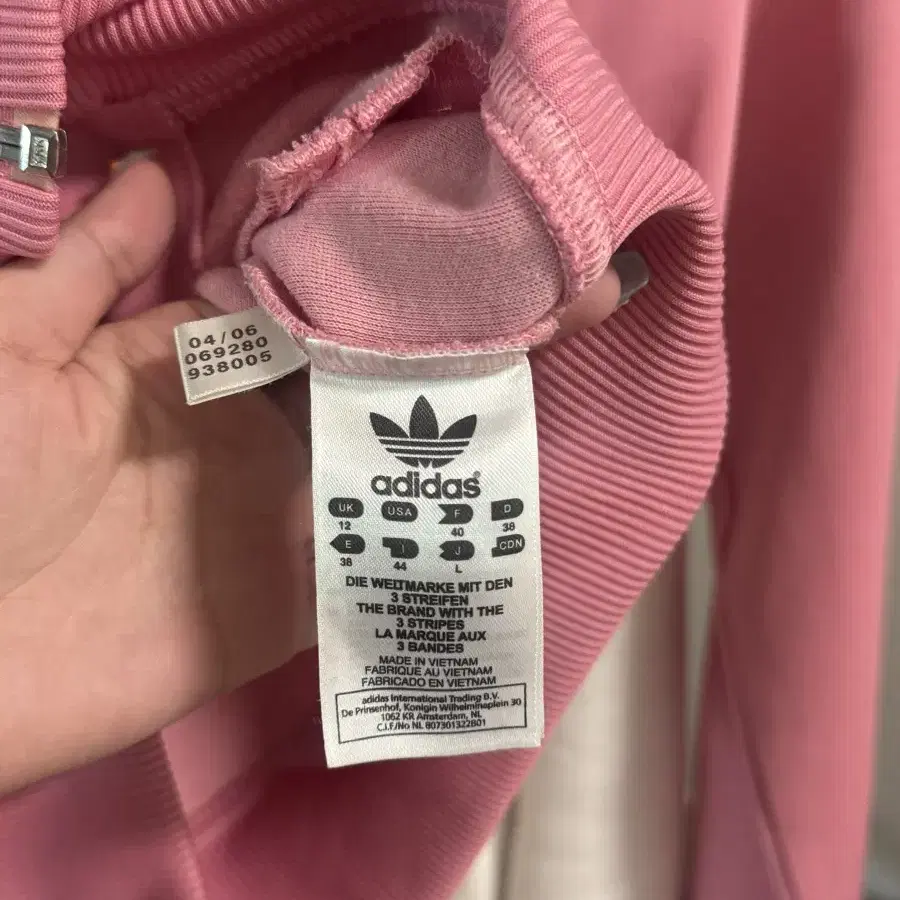 04/06
069280
938005
adidas
UK USA F D
12 40 38
E I J CDN
38 44 L
DIE WELTMARKE MIT DEN
3 STREIFEN
THE BRAND WITH THE
3 STRIPES
LA MARQUE AUX
3 BANDES
MADE IN VIETNAM
FABRIQUE AU VIETNAM
FABRICADO EN VIETNAM
adidas International Trading B.V.
De Prinsenhof, Konigin Wilhelminaplein 30
1062 KR Amsterdam, NL
C.I.F./No NL 807301322B01